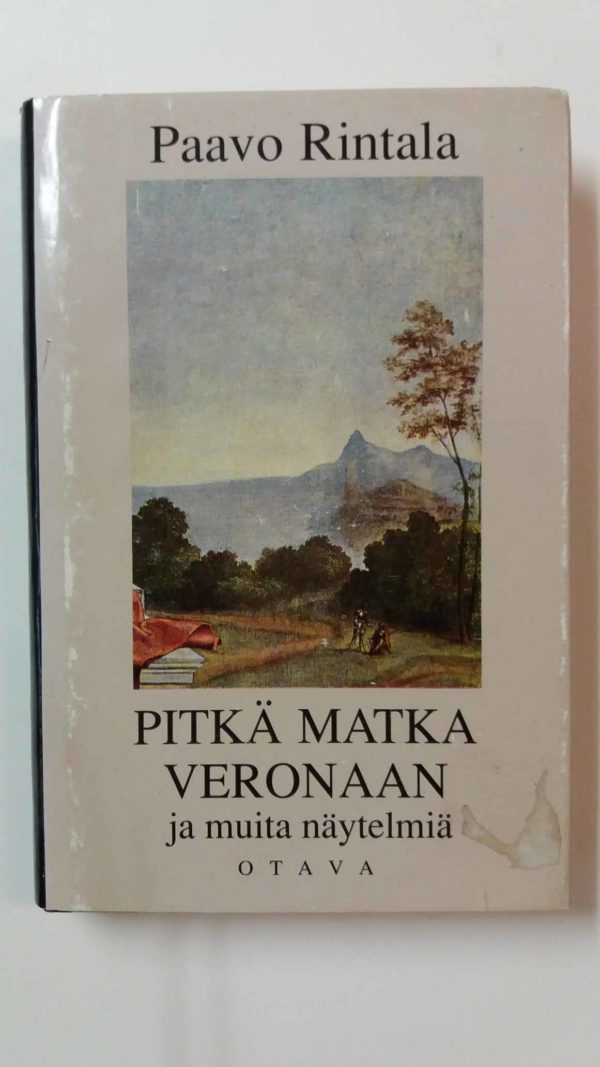 Paavo Rintala
PITKÄ MATKA
VERONAAN
ja muita näytelmiä
OTAVA